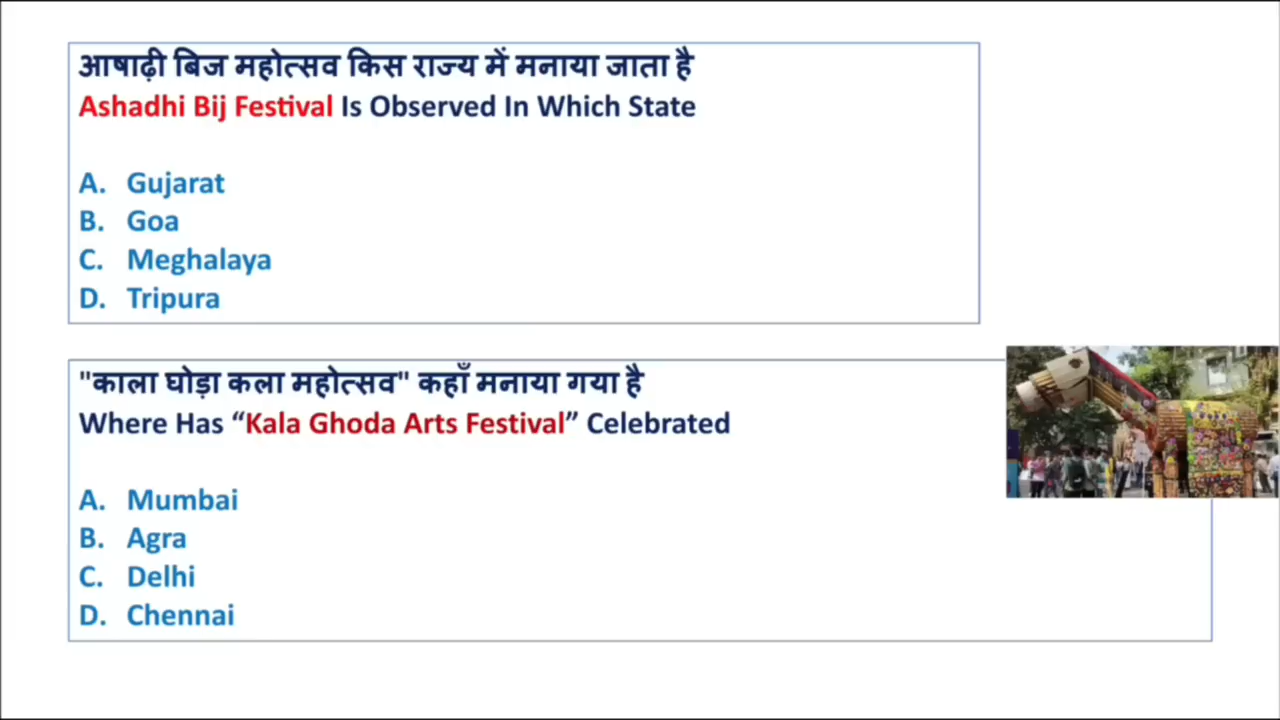 आषाढ़ी बिज महोत्सव किस राज्य में मनाया जाता है
Ashadhi Bij Festival Is Observed In Which State
A. Gujarat
B. Goa
C. Meghalaya
D. Tripura
"काला घोड़ा कला महोत्सव" कहाँ मनाया गया है
Where Has “Kala Ghoda Arts Festival” Celebrated
A. Mumbai
B. Agra
C. Delhi
D. Chennai